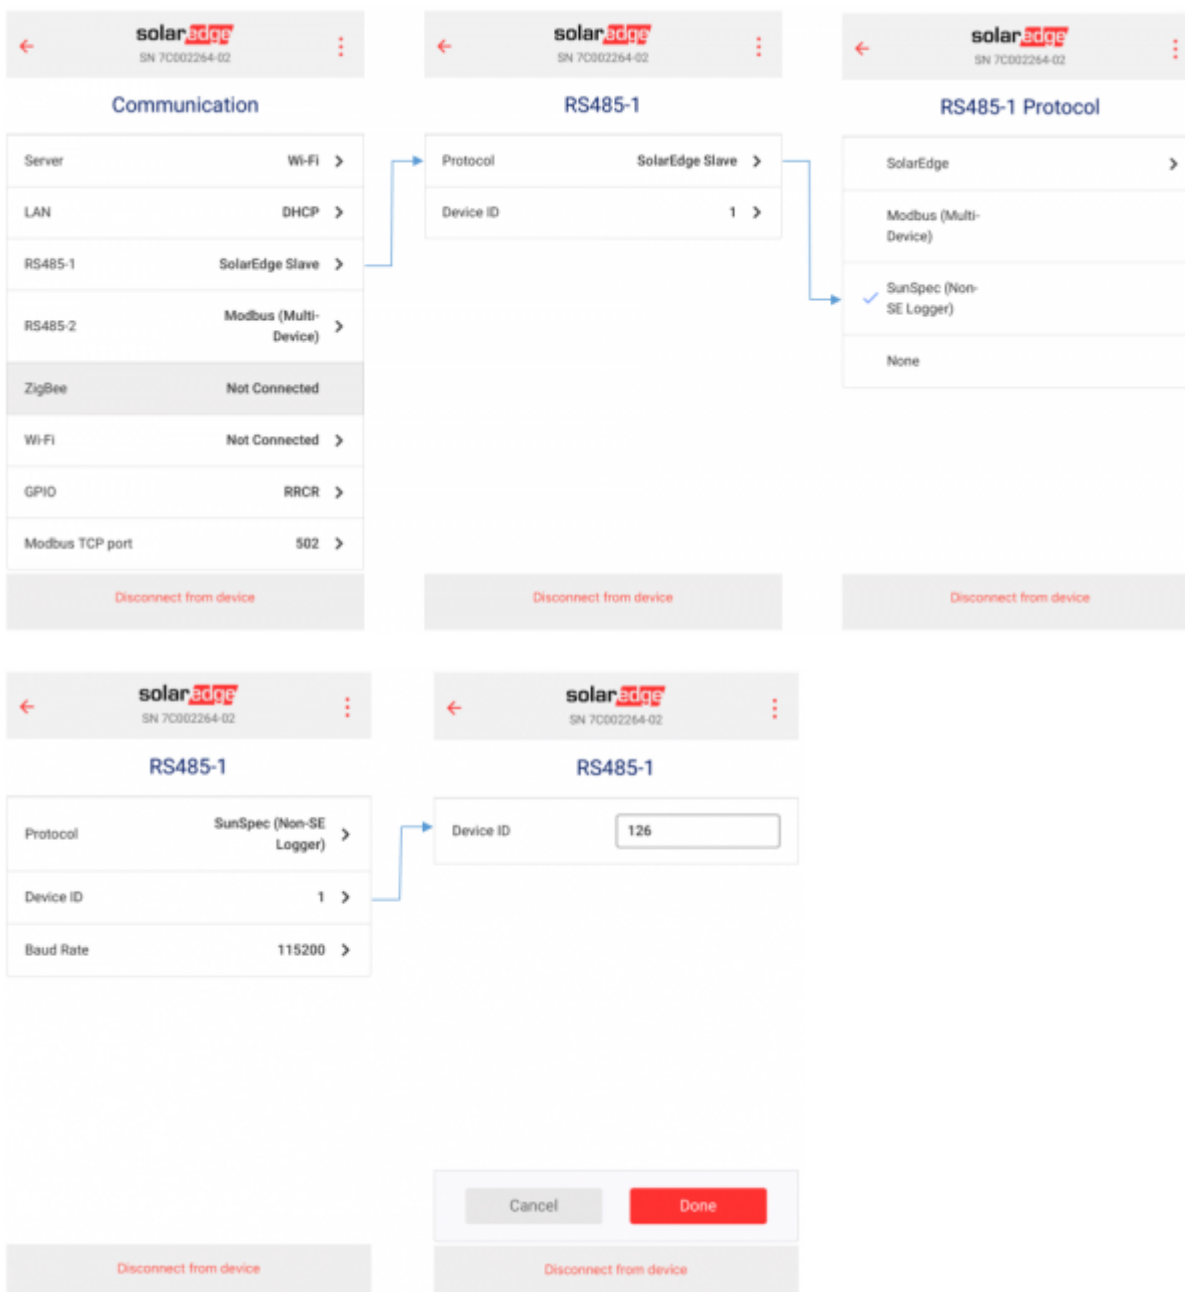 solaredge
SN 7C002264-02
Communication
Server Wi-Fi
LAN DHCP
RS485-1 SolarEdge Slave
RS485-2 Modbus (Multi-
Device)
ZigBee Not Connected
Wi-Fi Not Connected
GPIO RRCR
Modbus TCP port 502
Disconnect from device
solaredge
SN 7C002264-02
RS485-1
Protocol SolarEdge Slave
Device ID 1
Disconnect from device
solaredge
SN 7C002264-02
RS485-1 Protocol
SolarEdge
Modbus (Multi-
Device)
SunSpec (Non-
SE Logger)
None
Disconnect from device
solaredge
SN 7C002264-02
RS485-1
Protocol SunSpec (Non-SE
Logger)
Device ID 1
Baud Rate 115200
Disconnect from device
solaredge
SN 7C002264-02
RS485-1
Device ID 126
Cancel Done
Disconnect from device